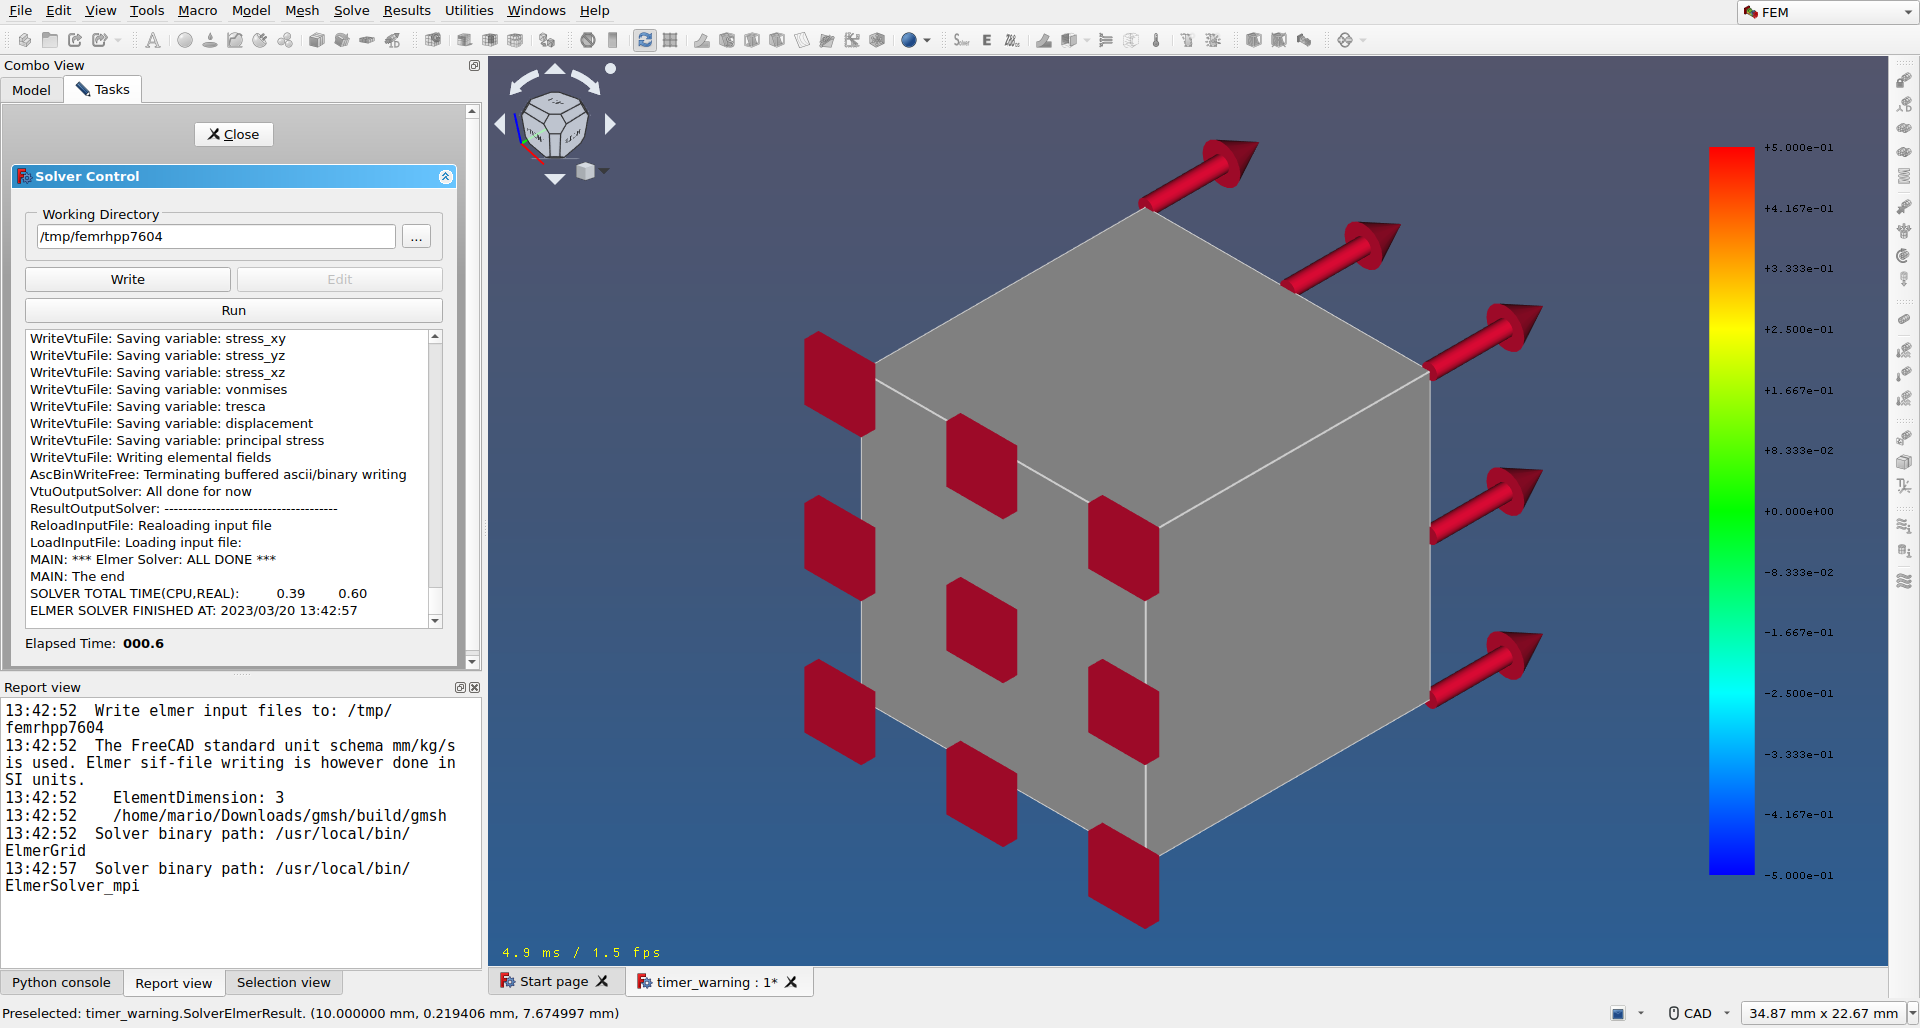 File Edit View Tools Macro Model Mesh Solve Results Utilities Windows Help
FEM
Combo View
Model Tasks
Close
Solver Control
Working Directory
/tmp/femrhpp7604 ...
Write Edit
Run
WriteVtuFile: Saving variable: stress_xy
WriteVtuFile: Saving variable: stress_yz
WriteVtuFile: Saving variable: stress_xz
WriteVtuFile: Saving variable: vonmises
WriteVtuFile: Saving variable: tresca
WriteVtuFile: Saving variable: displacement
WriteVtuFile: Saving variable: principal stress
WriteVtuFile: Writing elemental fields
AscBinWriteFree: Terminating buffered ascii/binary writing
VtuOutputSolver: All done for now
ResultOutputSolver: -------------------------------------
ReloadInputFile: Realoading input file
LoadInputFile: Loading input file:
MAIN: *** Elmer Solver: ALL DONE ***
MAIN: The end
SOLVER TOTAL TIME(CPU,REAL): 0.39 0.60
ELMER SOLVER FINISHED AT: 2023/03/20 13:42:57
Elapsed Time: 000.6
Report view
13:42:52 Write elmer input files to: /tmp/
femrhpp7604
13:42:52 The FreeCAD standard unit schema mm/kg/s
is used. Elmer sif-file writing is however done in
SI units.
13:42:52 ElementDimension: 3
13:42:52 /home/mario/Downloads/gmsh/build/gmsh
13:42:52 Solver binary path: /usr/local/bin/
ElmerGrid
13:42:57 Solver binary path: /usr/local/bin/
ElmerSolver_mpi
Python console Report view Selection view
+5.000e-01
+4.167e-01
+3.333e-01
+2.500e-01
+1.667e-01
+8.333e-02
+0.000e+00
-8.333e-02
-1.667e-01
-2.500e-01
-3.333e-01
-4.167e-01
-5.000e-01
4.9 ms / 1.5 fps
Start page timer_warning : 1*
Preselected: timer_warning.SolverElmerResult. (10.000000 mm, 0.219406 mm, 7.674997 mm)
CAD 34.87 mm x 22.67 mm